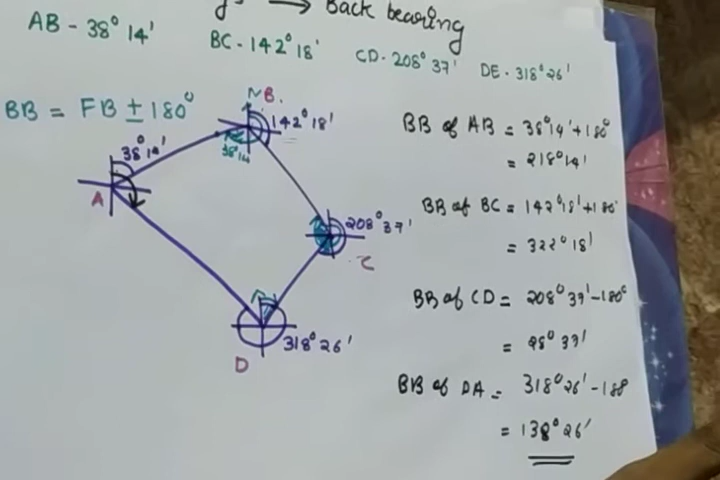 → Back bearing
AB - 38° 14'
BC - 142° 18'
CD - 208° 37'
DE - 318° 26'
BB = FB ± 180°
N B.
142° 18'
38° 14'
38° 14
A
208° 37'
C
318° 26'
D
BB of AB = 38° 14' + 180°
= 218° 14'
BB of BC = 142° 18' + 180°
= 322° 18'
BB of CD = 208° 37' - 180°
= 28° 37'
BB of DA = 318° 26' - 180
= 138° 26'